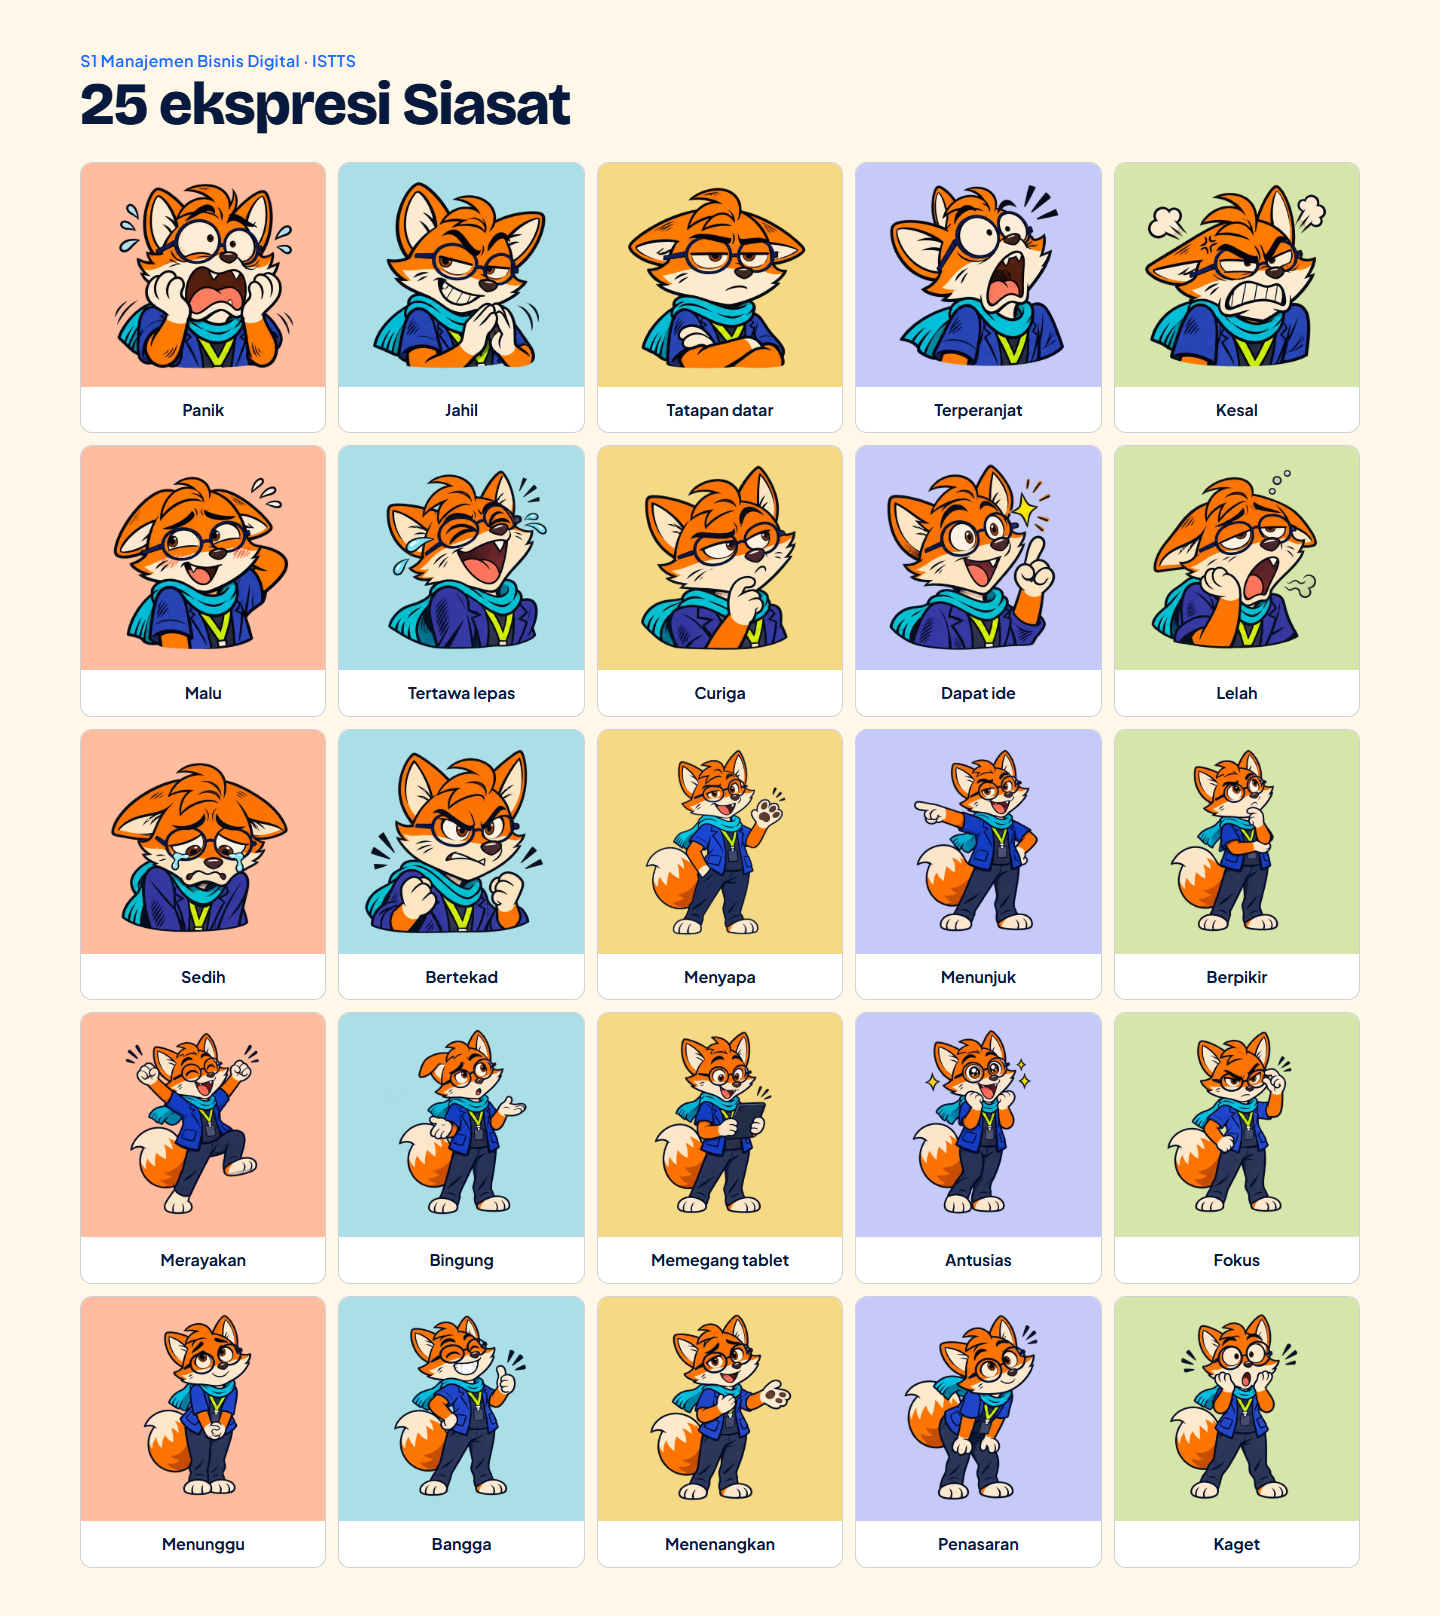 S1 Manajemen Bisnis Digital · ISTTS
25 ekspresi Siasat
Panik
Jahil
Tatapan datar
Terperanjat
Kesal
Malu
Tertawa lepas
Curiga
Dapat ide
Lelah
Sedih
Bertekad
Menyapa
Menunjuk
Berpikir
Merayakan
Bingung
Memegang tablet
Antusias
Fokus
Menunggu
Bangga
Menenangkan
Penasaran
Kaget